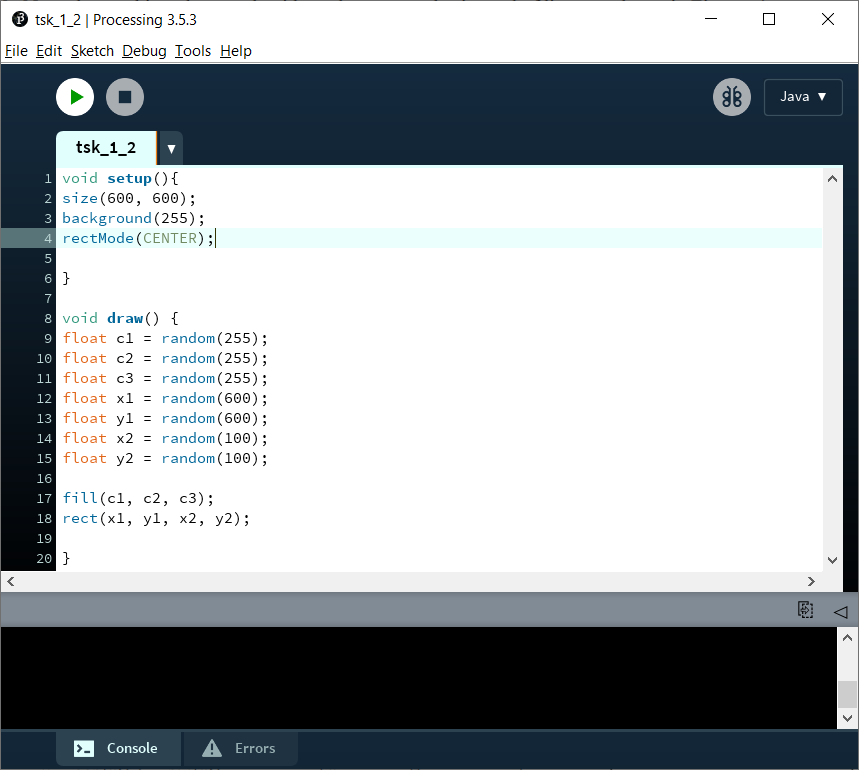 tsk_1_2 | Processing 3.5.3
File Edit Sketch Debug Tools Help
Java ▼
tsk_1_2 ▼
1 void setup(){
2 size(600, 600);
3 background(255);
4 rectMode(CENTER);
5
6 }
7
8 void draw() {
9 float c1 = random(255);
10 float c2 = random(255);
11 float c3 = random(255);
12 float x1 = random(600);
13 float y1 = random(600);
14 float x2 = random(100);
15 float y2 = random(100);
16
17 fill(c1, c2, c3);
18 rect(x1, y1, x2, y2);
19
20 }
Console Errors